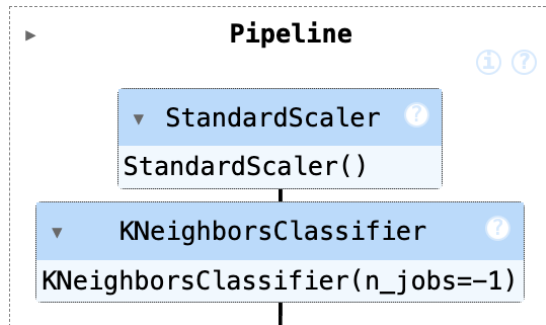 Pipeline
i ?
StandardScaler ?
StandardScaler()
KNeighborsClassifier ?
KNeighborsClassifier(n_jobs=-1)